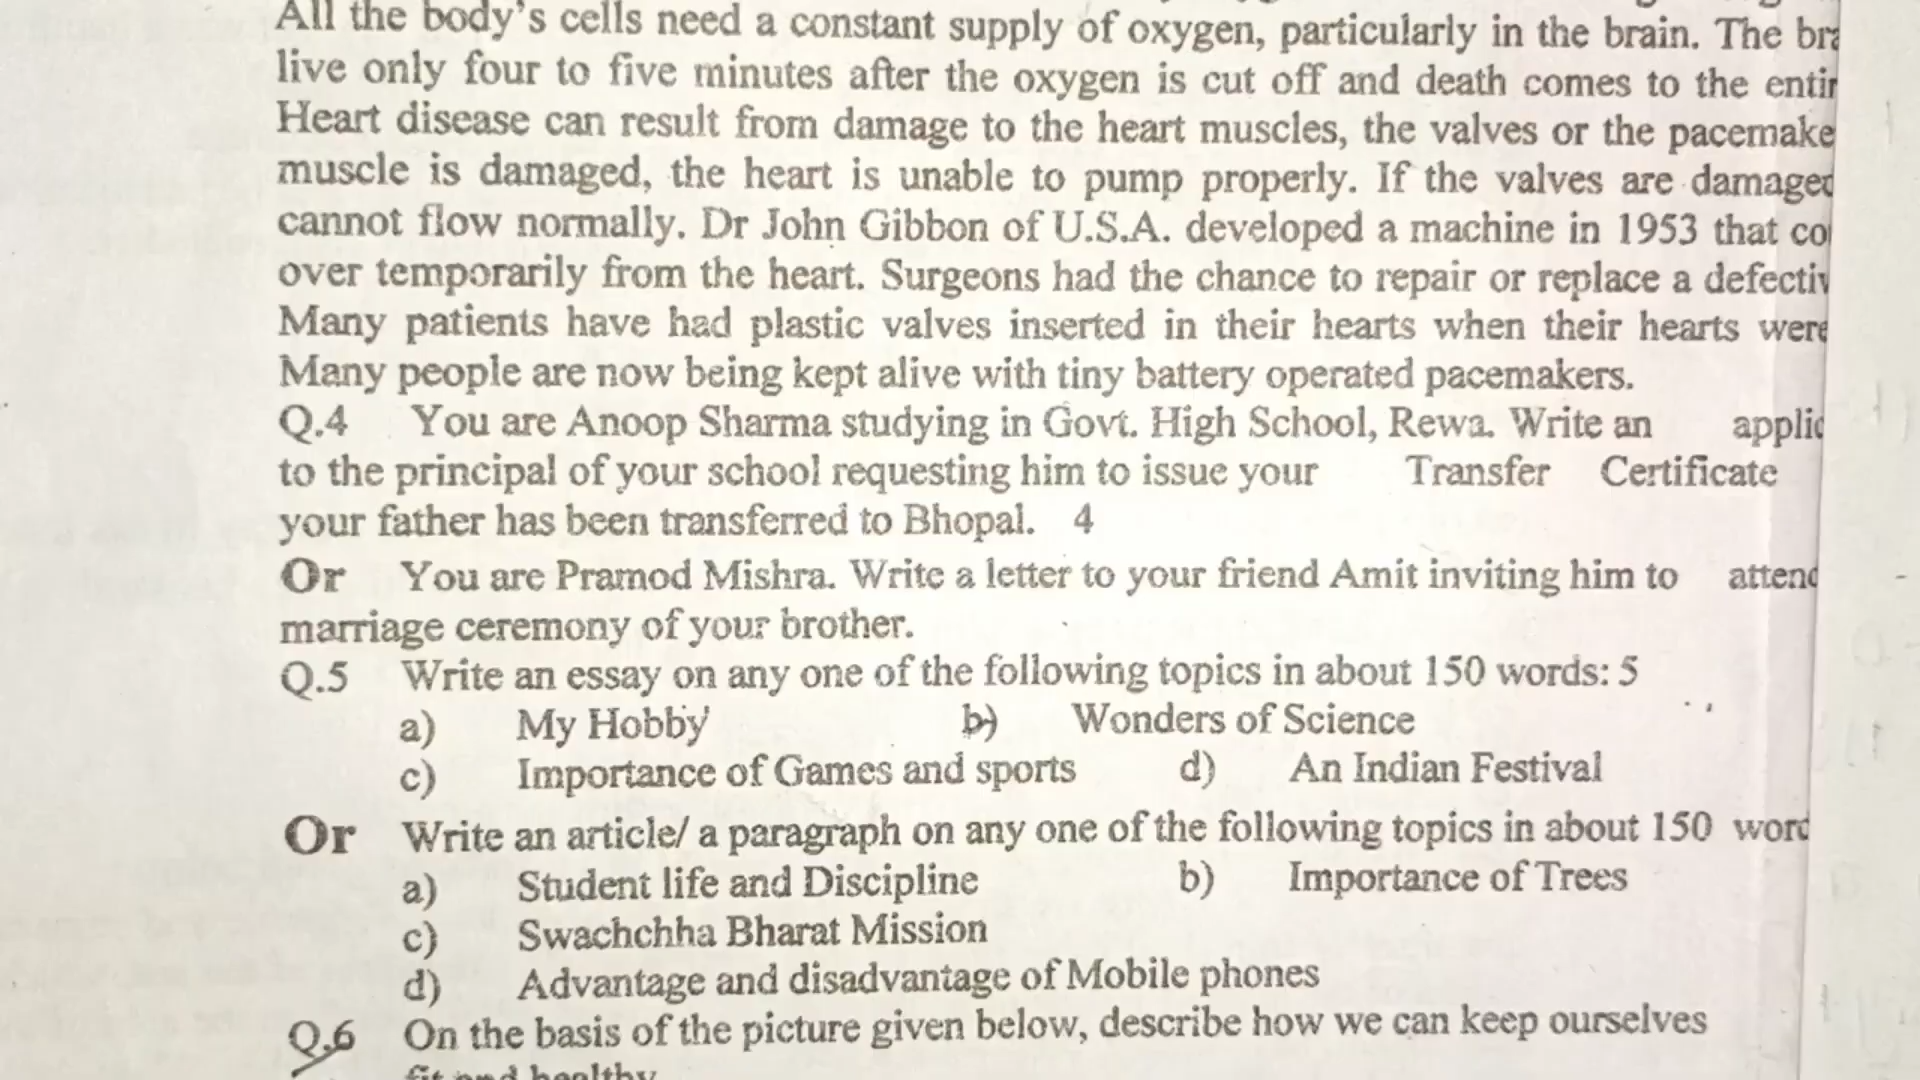 All the body's cells need a constant supply of oxygen, particularly in the brain. The
live only four to five minutes after the oxygen is cut off and death comes to the
Heart disease can result from damage to the heart muscles, the valves or the pacemake
muscle is damaged, the heart is unable to pump properly. If the valves are damaged
cannot flow normally. Dr John Gibbon of U.S.A. developed a machine in 1953 that
over temporarily from the heart. Surgeons had the chance to repair or replace a defectiv
Many patients have had plastic valves inserted in their hearts when their hearts were
Many people are now being kept alive with tiny battery operated pacemakers.
Q.4 You are Anoop Sharma studying in Govt. High School, Rewa. Write an applic
to the principal of your school requesting him to issue your Transfer Certificate
your father has been transferred to Bhopal. 4
Or You are Pramod Mishra. Write a letter to your friend Amit inviting him to attend
marriage ceremony of your brother.
Q.5 Write an essay on any one of the following topics in about 150 words: 5
a) My Hobby b) Wonders of Science
c) Importance of Games and sports d) An Indian Festival
Or Write an article/ a paragraph on any one of the following topics in about 150 word
a) Student life and Discipline b) Importance of Trees
c) Swachchha Bharat Mission
d) Advantage and disadvantage of Mobile phones
Q.6 On the basis of the picture given below, describe how we can keep ourselves
fit and healthy